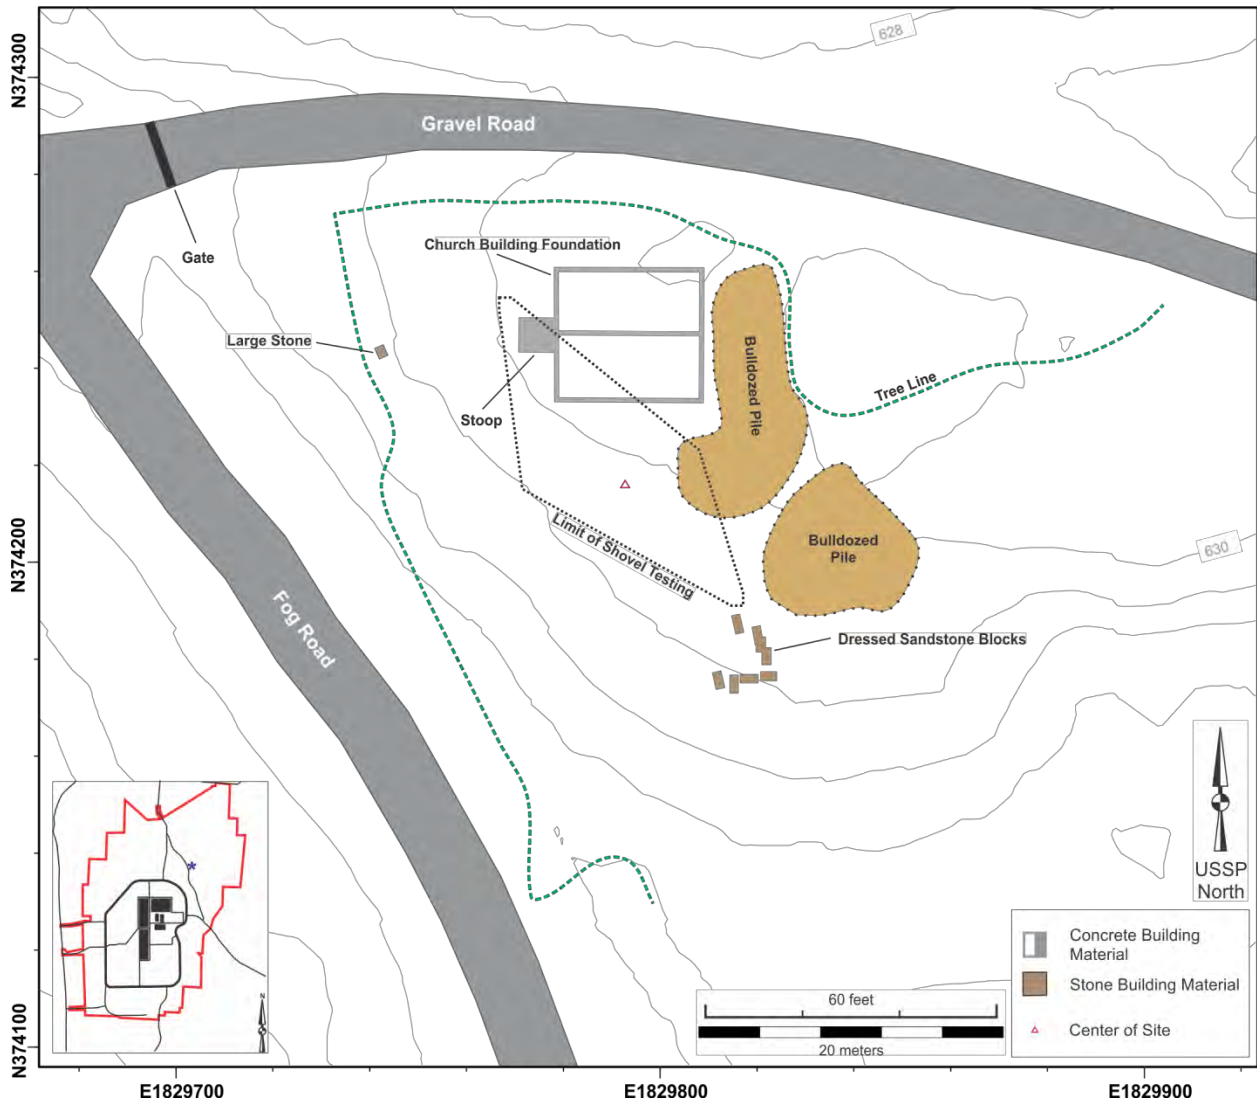 628
N374300
Gravel Road
Gate
Church Building Foundation
Large Stone
Stoop
Bulldozed Pile
Tree Line
N374200
Limit of Shovel Testing
Bulldozed
Pile
630
Fog Road
Dressed Sandstone Blocks
USSP
North
*
N
Concrete Building
Material
Stone Building Material
Center of Site
60 feet
20 meters
N374100
E1829700
E1829800
E1829900